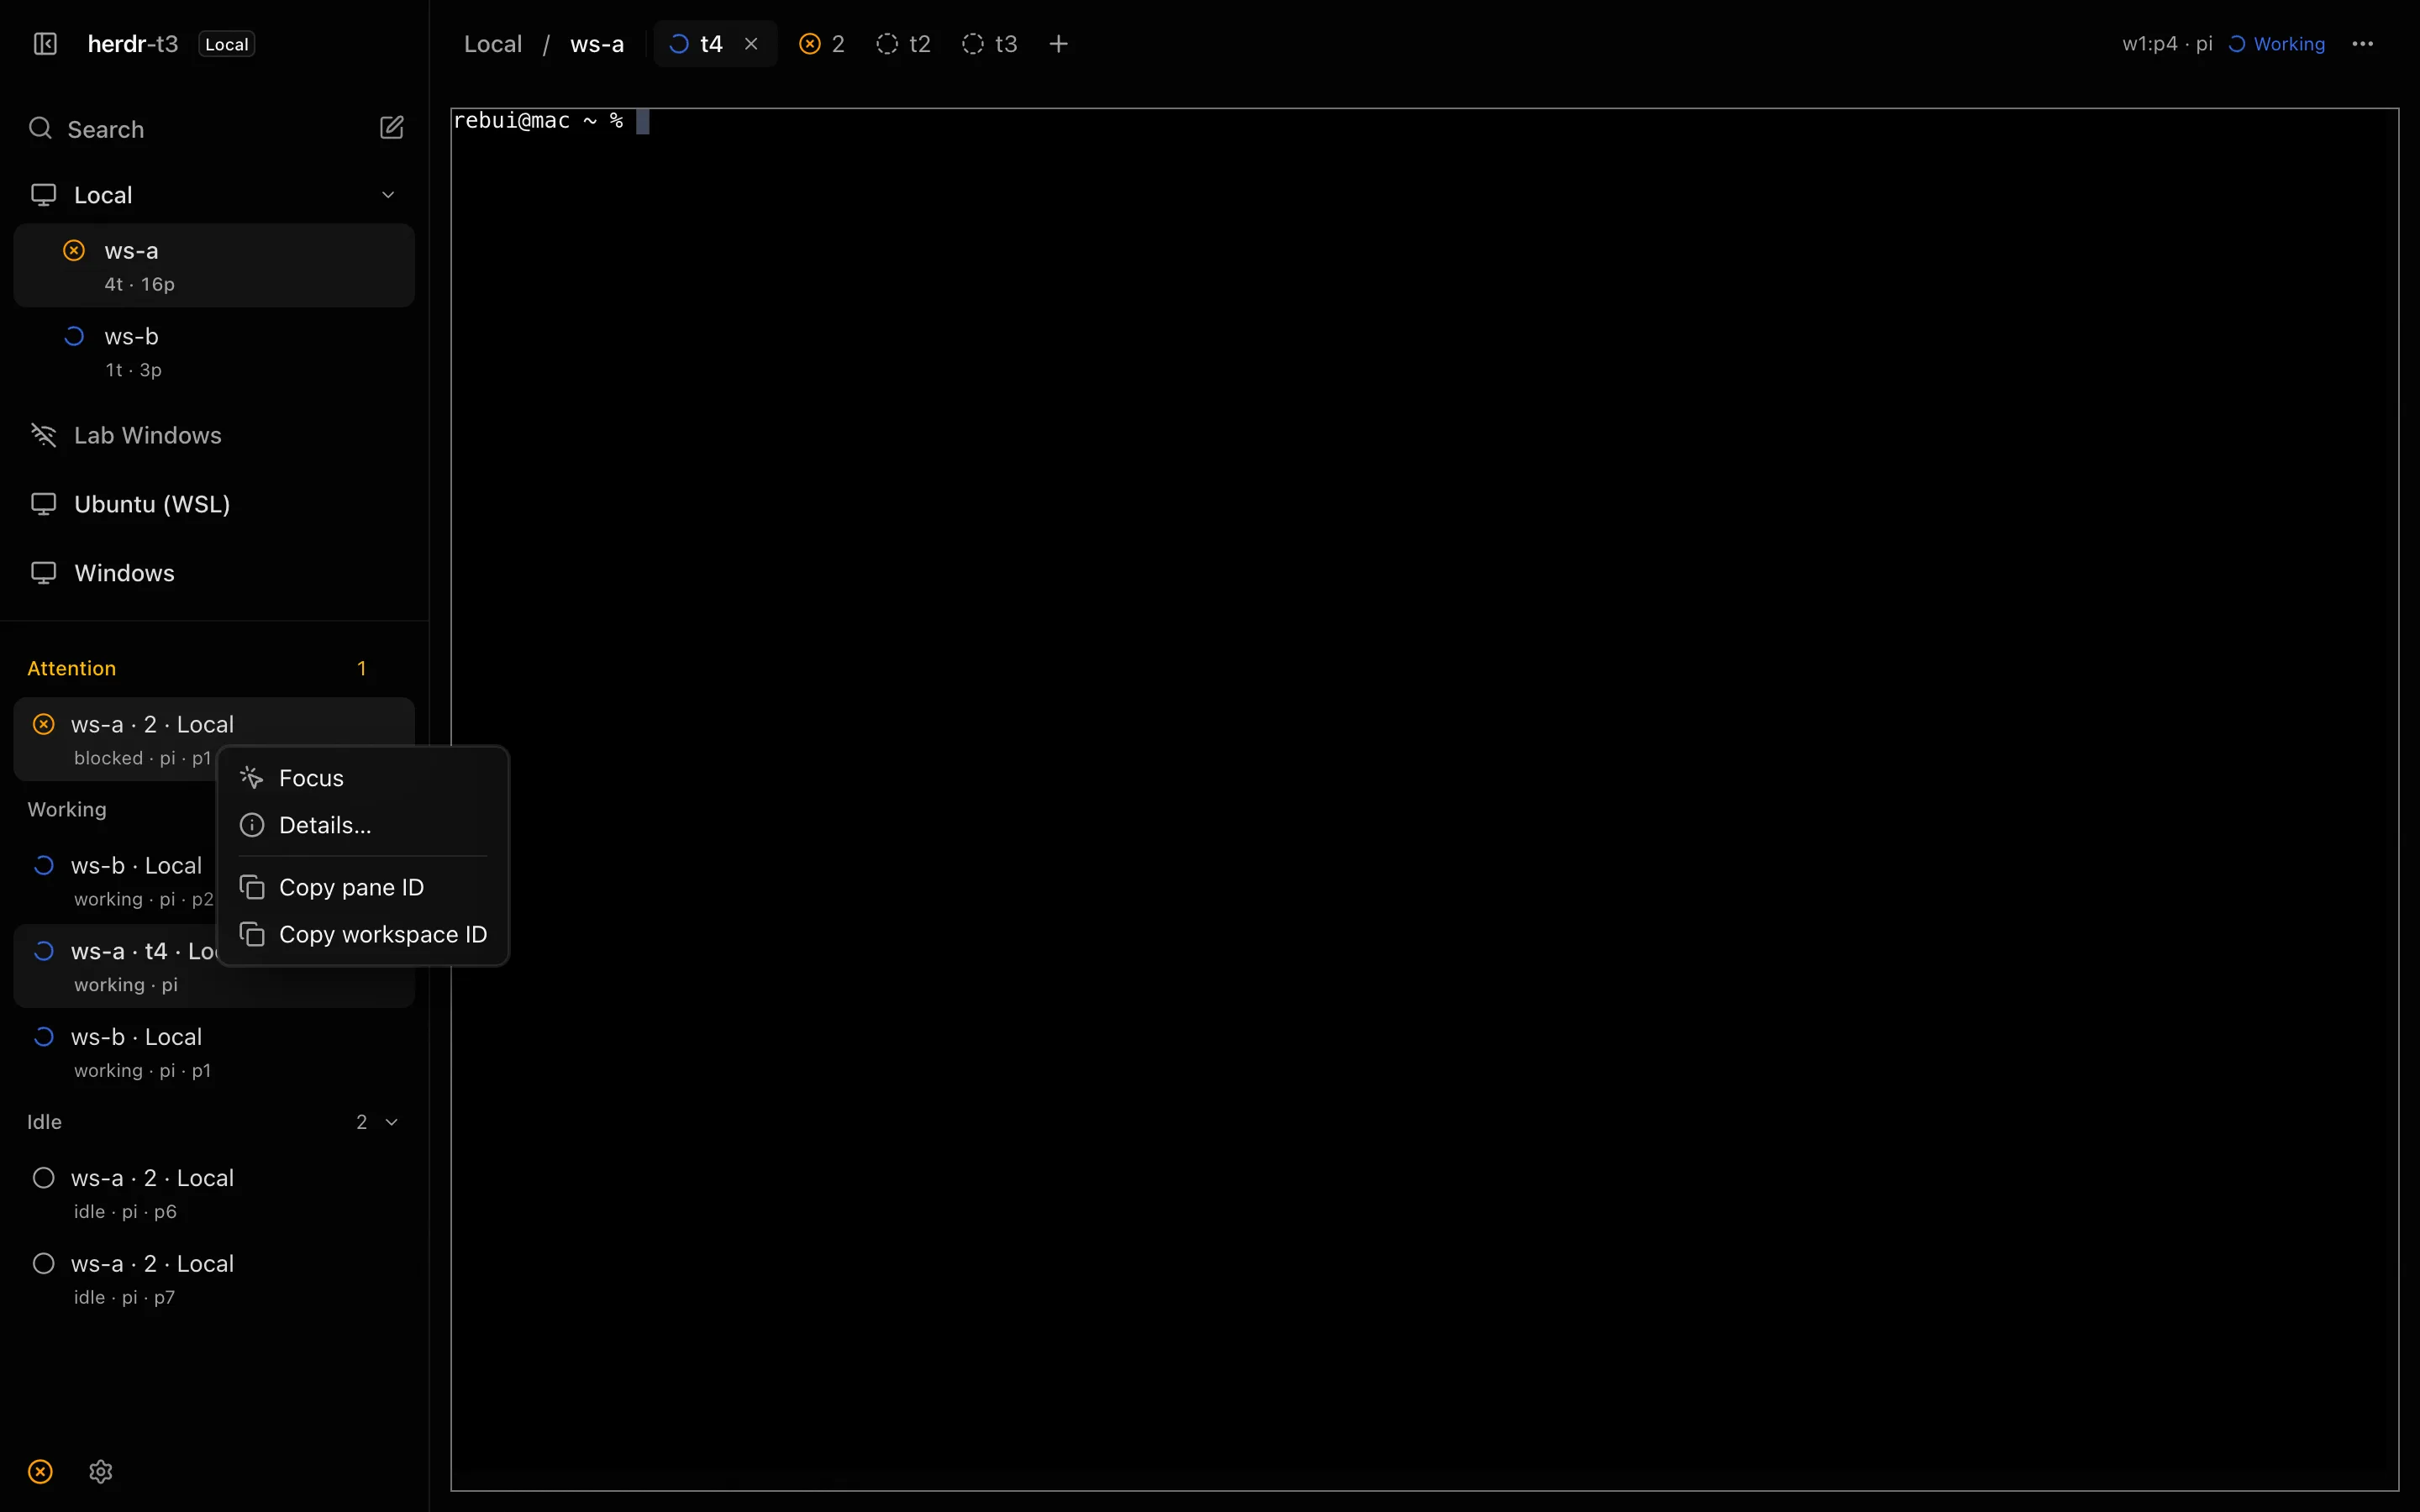 herdr-t3 Local
Search
Local
ws-a
4t · 16p
ws-b
1t · 3p
Lab Windows
Ubuntu (WSL)
Windows
Attention 1
ws-a · 2 · Local
blocked · pi · p1
Working
ws-b · Local
working · pi · p2
ws-a · t4 ·
working · pi
ws-b · Local
working · pi · p1
Idle 2
ws-a · 2 · Local
idle · pi · p6
ws-a · 2 · Local
idle · pi · p7
Focus
Details...
Copy pane ID
Copy workspace ID
Local / ws-a t4 2 t2 t3
w1:p4 · pi Working
rebui@mac ~ %